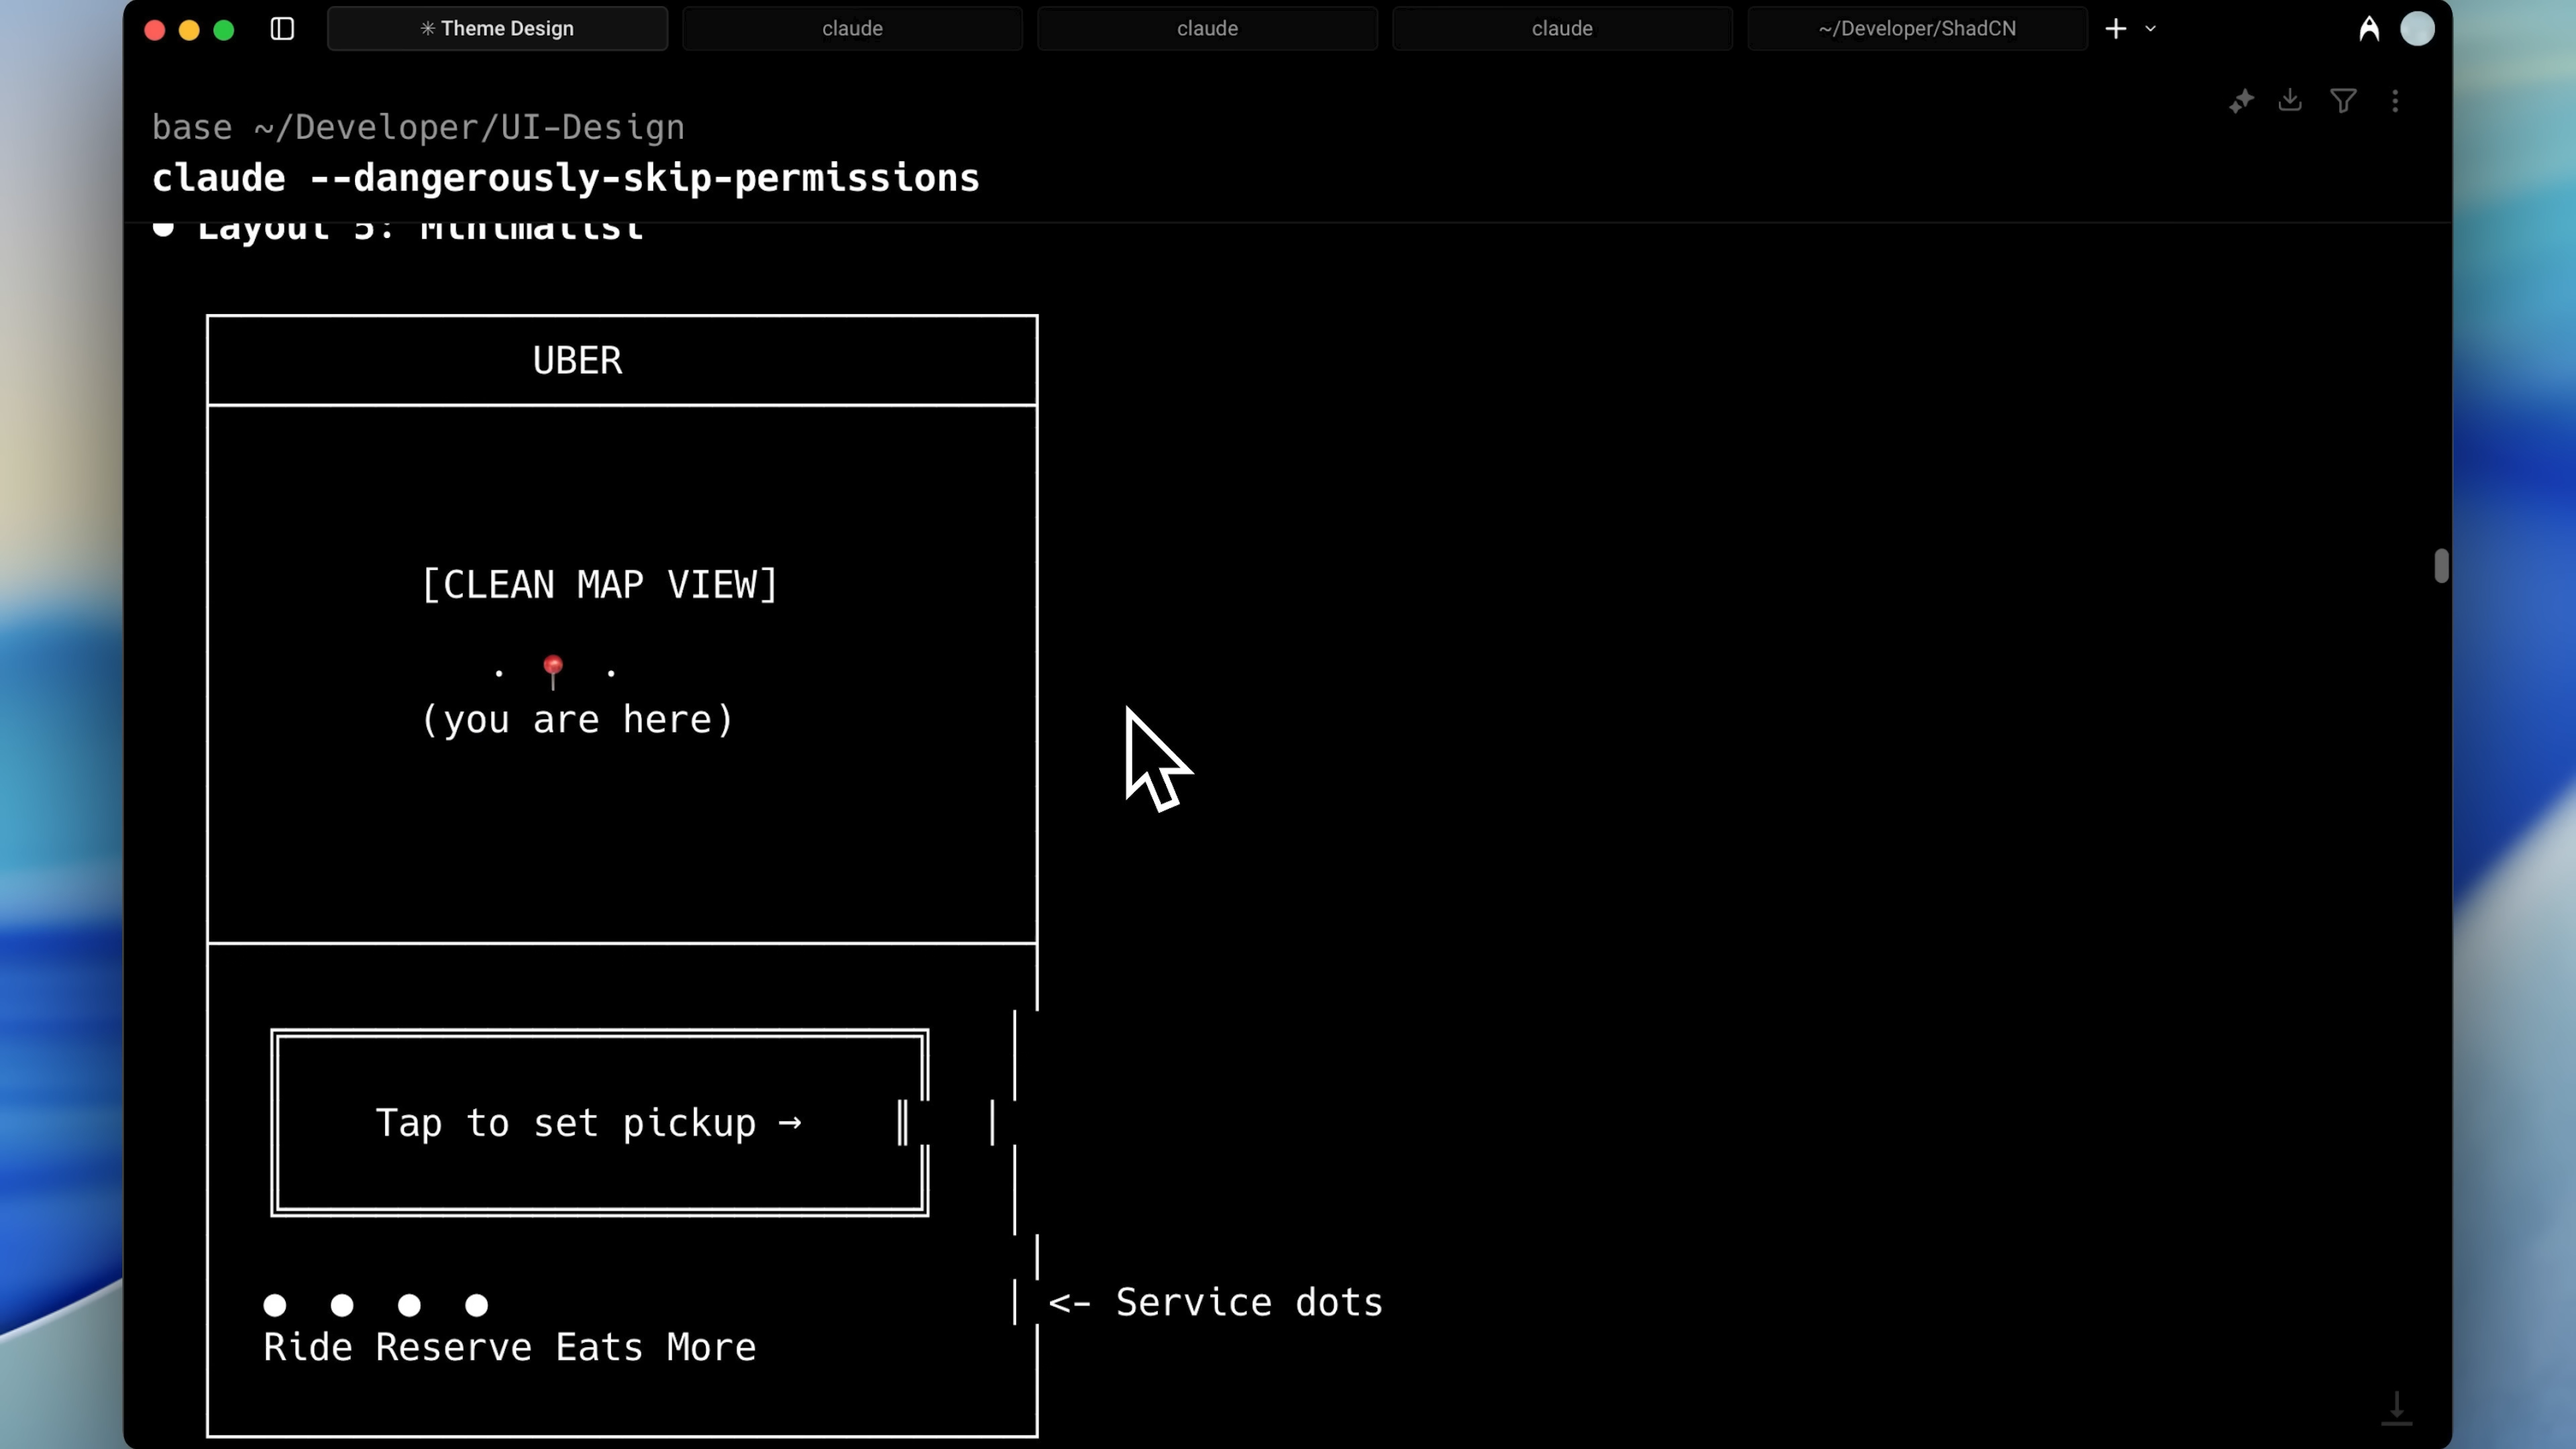 ✳ Theme Design
claude
claude
claude
~/Developer/ShadCN
base ~/Developer/UI-Design
claude --dangerously-skip-permissions
● Layout 5: Minimalist
UBER
[CLEAN MAP VIEW]
(you are here)
Tap to set pickup →
<- Service dots
Ride Reserve Eats More